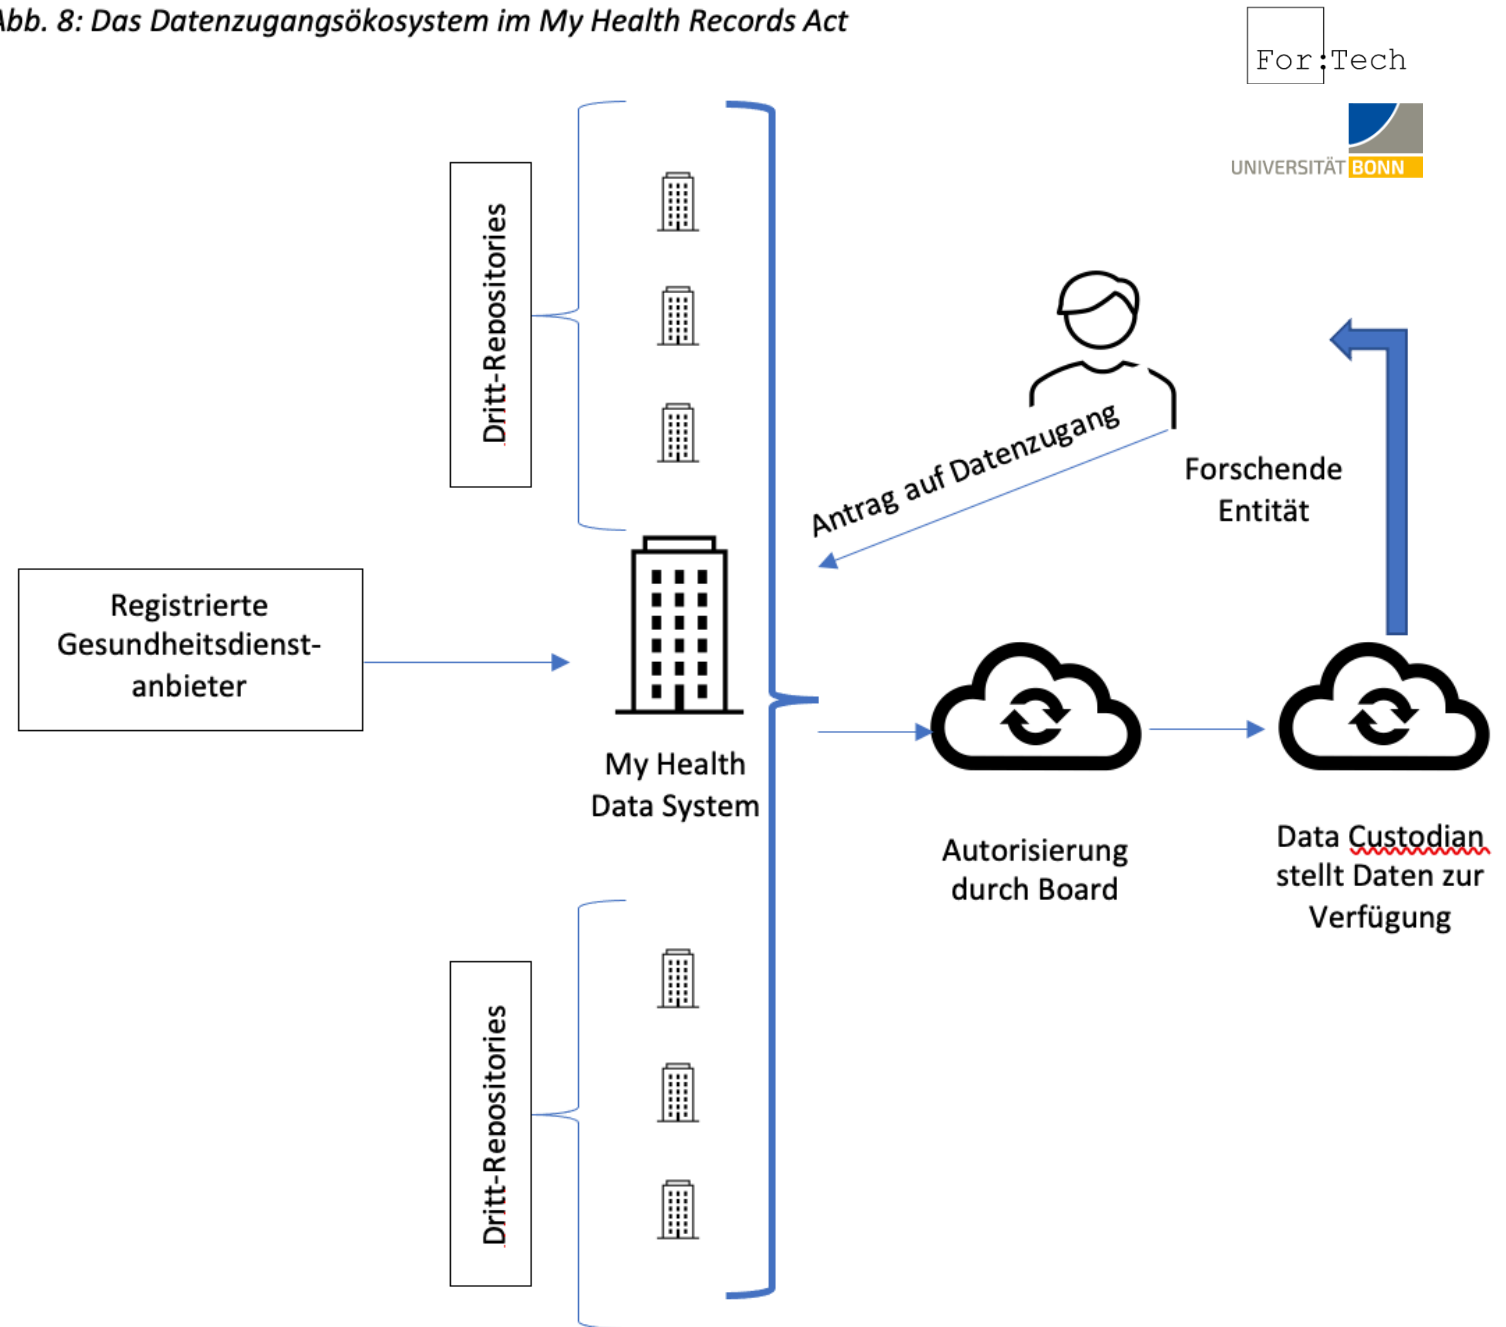 Abb. 8: Das Datenzugangsökosystem im My Health Records Act
For:Tech
UNIVERSITÄT BONN
Dritt-Repositories
Antrag auf Datenzugang
Forschende
Entität
Registrierte
Gesundheitsdienst-
anbieter
My Health
Data System
Autorisierung
durch Board
Data Custodian
stellt Daten zur
Verfügung
Dritt-Repositories